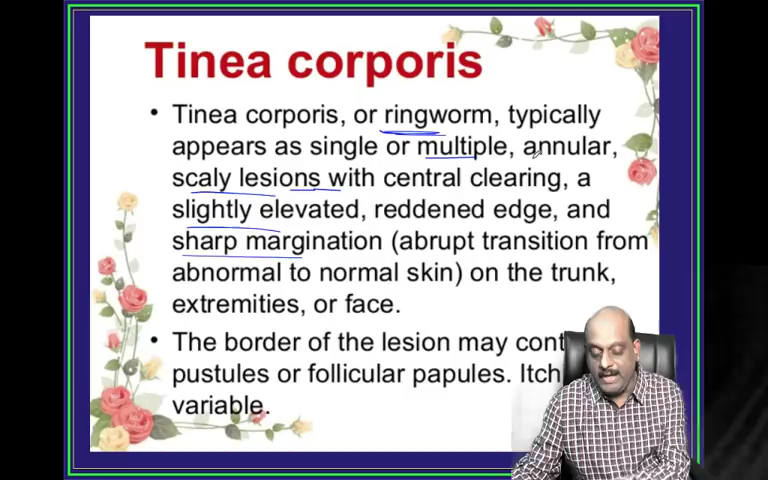 Tinea corporis
• Tinea corporis, or ringworm, typically
appears as single or multiple, annular,
scaly lesions with central clearing, a
slightly elevated, reddened edge, and
sharp margination (abrupt transition from
abnormal to normal skin) on the trunk,
extremities, or face.
• The border of the lesion may cont
pustules or follicular papules. Itch
variable.